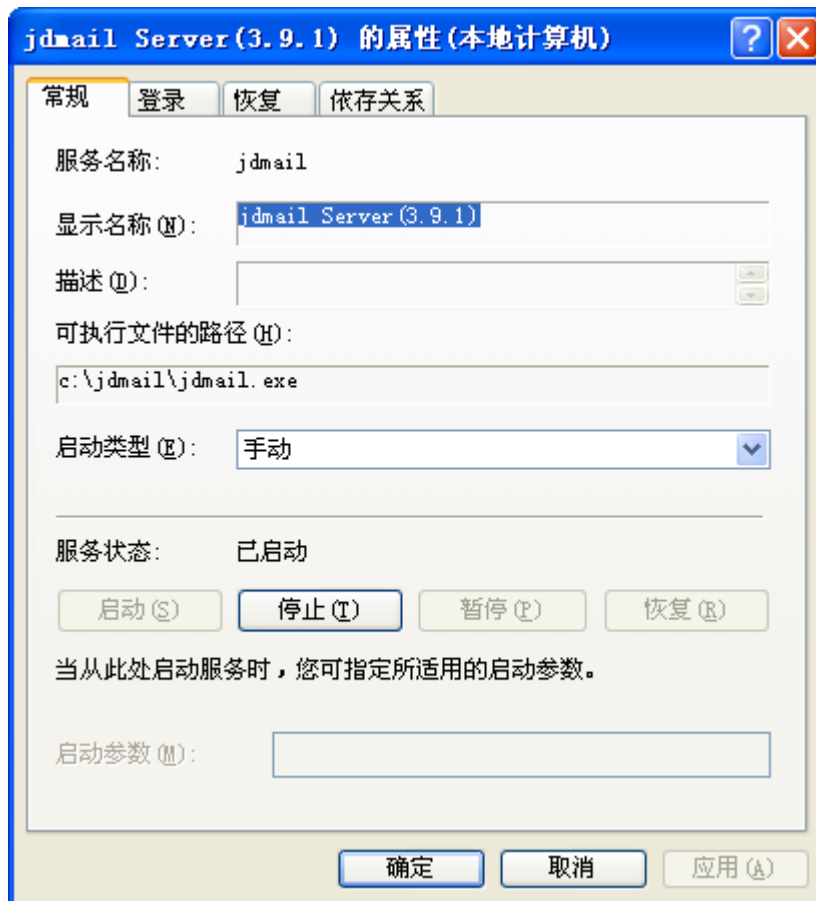 jdmail Server(3.9.1) 的属性(本地计算机)
常规 登录 恢复 依存关系
服务名称: jdmail
显示名称(N): jdmail Server(3.9.1)
描述(D):
可执行文件的路径(H):
c:\jdmail\jdmail.exe
启动类型(E): 手动
服务状态: 已启动
启动(S) 停止(T) 暂停(P) 恢复(R)
当从此处启动服务时，您可指定所适用的启动参数。
启动参数(M):
确定 取消 应用(A)